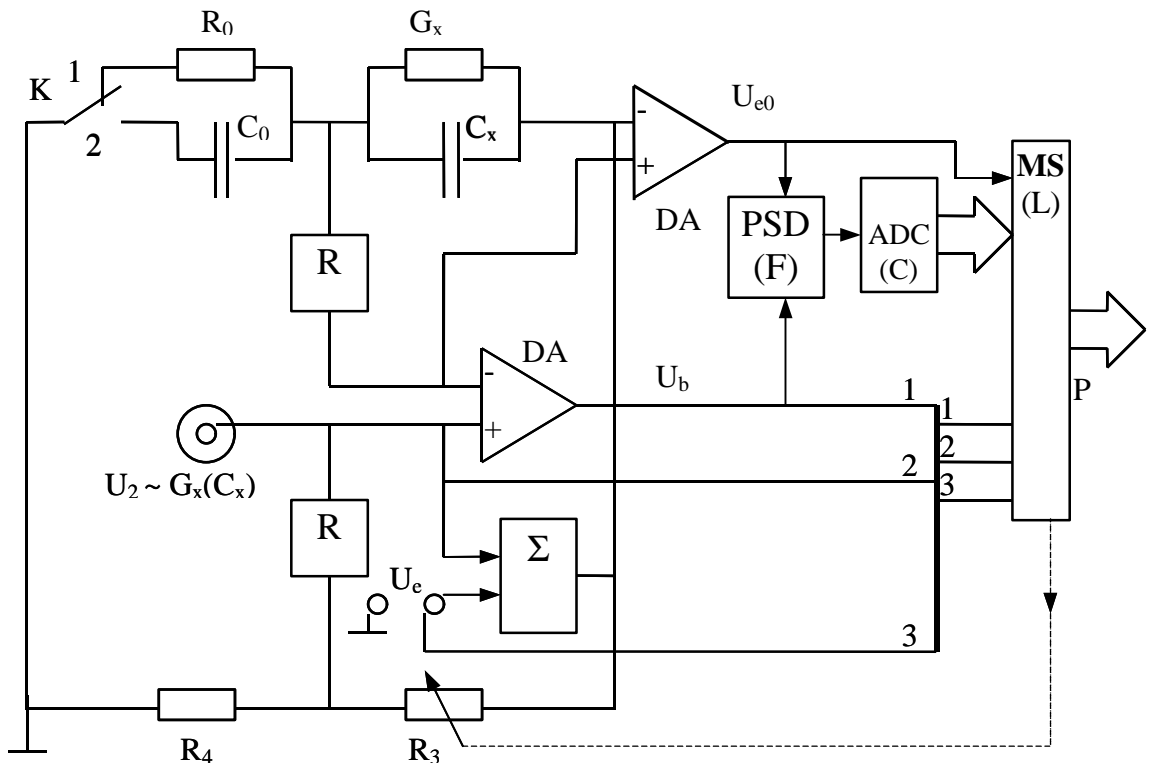 R₀
Gₓ
K
1
2
C₀
Cₓ
-
+
Uₑ₀
DA
MS
(L)
PSD
(F)
ADC
(C)
R
DA
-
+
U_b
1
P
1
2
2
3
U₂ ~ Gₓ(Cₓ)
R
Σ
Uₑ
3
R₄
R₃